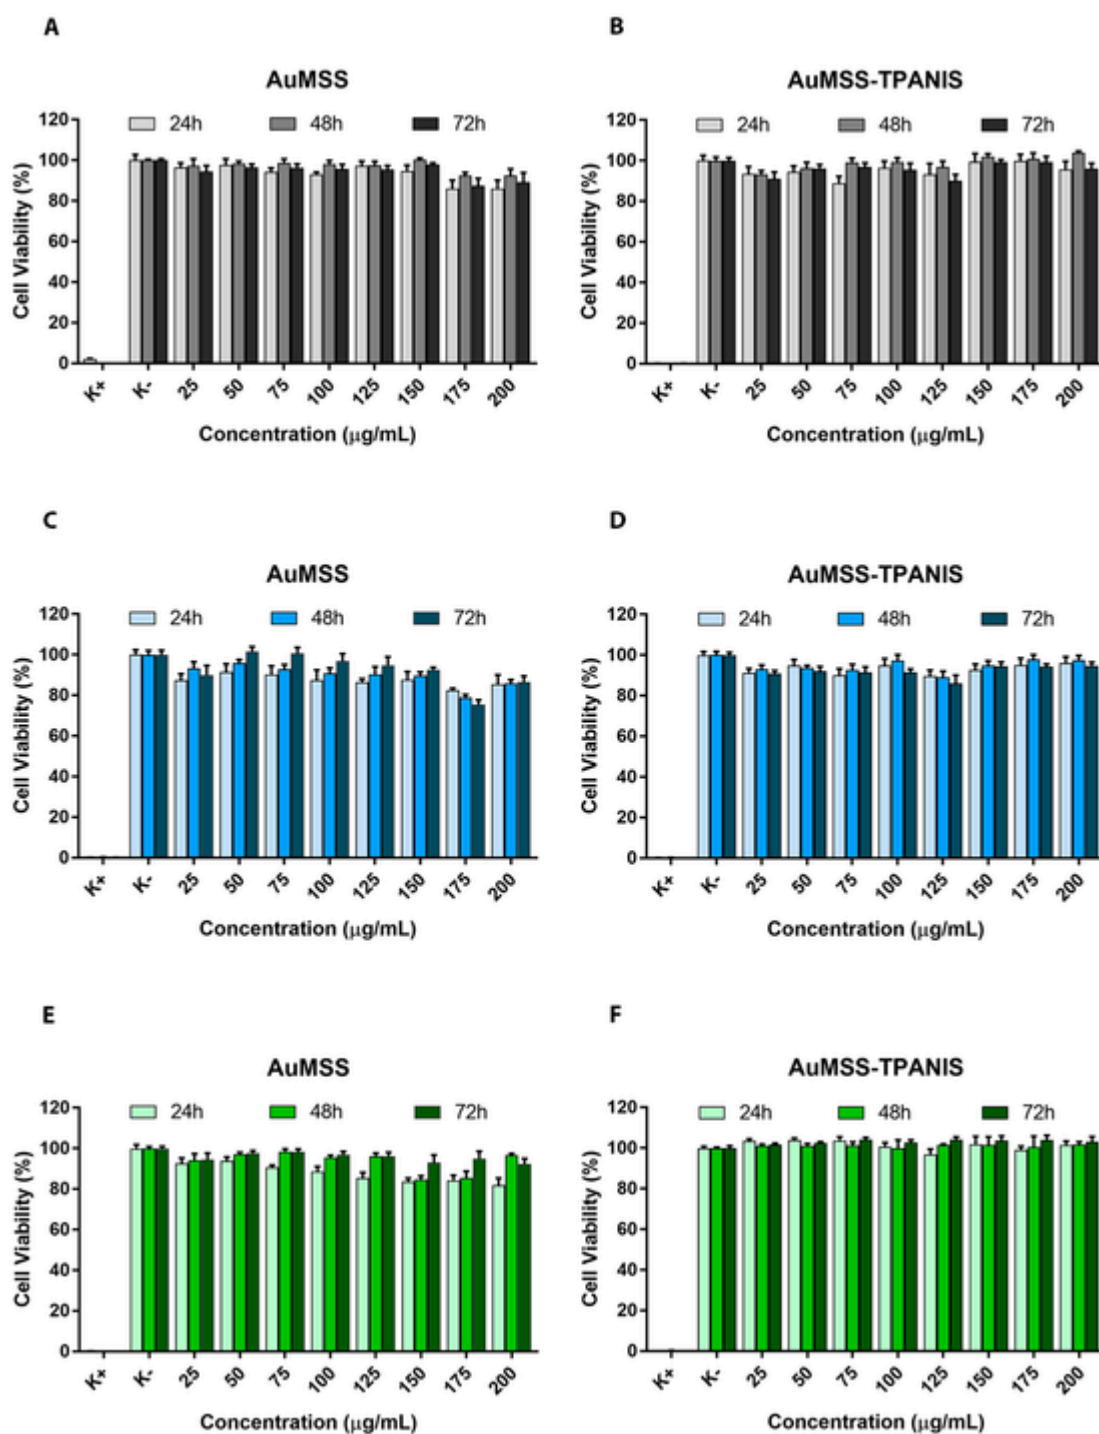 A
AuMSS
24h 48h 72h
Cell Viability (%)
120
100
80
60
40
20
0
K+ K- 25 50 75 100 125 150 175 200
Concentration (μg/mL)
B
AuMSS-TPANIS
24h 48h 72h
Cell Viability (%)
120
100
80
60
40
20
0
K+ K- 25 50 75 100 125 150 175 200
Concentration (μg/mL)
C
AuMSS
24h 48h 72h
Cell Viability (%)
120
100
80
60
40
20
0
K+ K- 25 50 75 100 125 150 175 200
Concentration (μg/mL)
D
AuMSS-TPANIS
24h 48h 72h
Cell Viability (%)
120
100
80
60
40
20
0
K+ K- 25 50 75 100 125 150 175 200
Concentration (μg/mL)
E
AuMSS
24h 48h 72h
Cell Viability (%)
120
100
80
60
40
20
0
K+ K- 25 50 75 100 125 150 175 200
Concentration (μg/mL)
F
AuMSS-TPANIS
24h 48h 72h
Cell Viability (%)
120
100
80
60
40
20
0
K+ K- 25 50 75 100 125 150 175 200
Concentration (μg/mL)